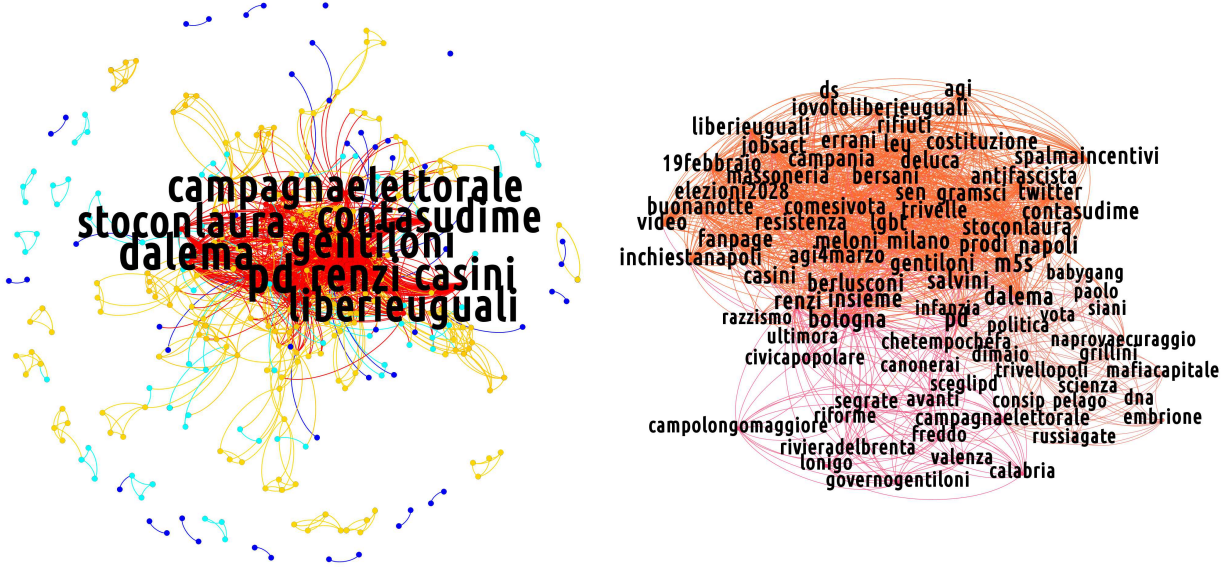 campagnaelettorale
stoconlaura contasudime
dalema gentiloni
pd renzi casini
liberieuguali
ds agi
iovotoliberieuguali
liberieuguali rifiuti
jobsact errani leu costituzione
19febbraio campania deluca spalmaincentivi
massoneria bersani antifascista
elezioni2028 sen gramsci twitter
buonanotte comesivota trivelle contasudime
video resistenza lgbt stoconlaura
fanpage meloni milano prodi napoli
inchiestanapoli agi4marzo gentiloni m5s
casini berlusconi salvini babygang
renzi insieme infanzia dalema paolo
razzismo bologna pd vota siani
ultimora chetempochefa politica naprovaecuraggio
civicapopolare canonerai dimaio grillini
sceglipd trivellopoli mafiacapitale
segrate avanti consip pelago scienza dna
campolongomaggiore riforme campagnaelettorale embrione
freddo russiagate
rivieradelbrenta valenza
lonigo calabria
governogentiloni